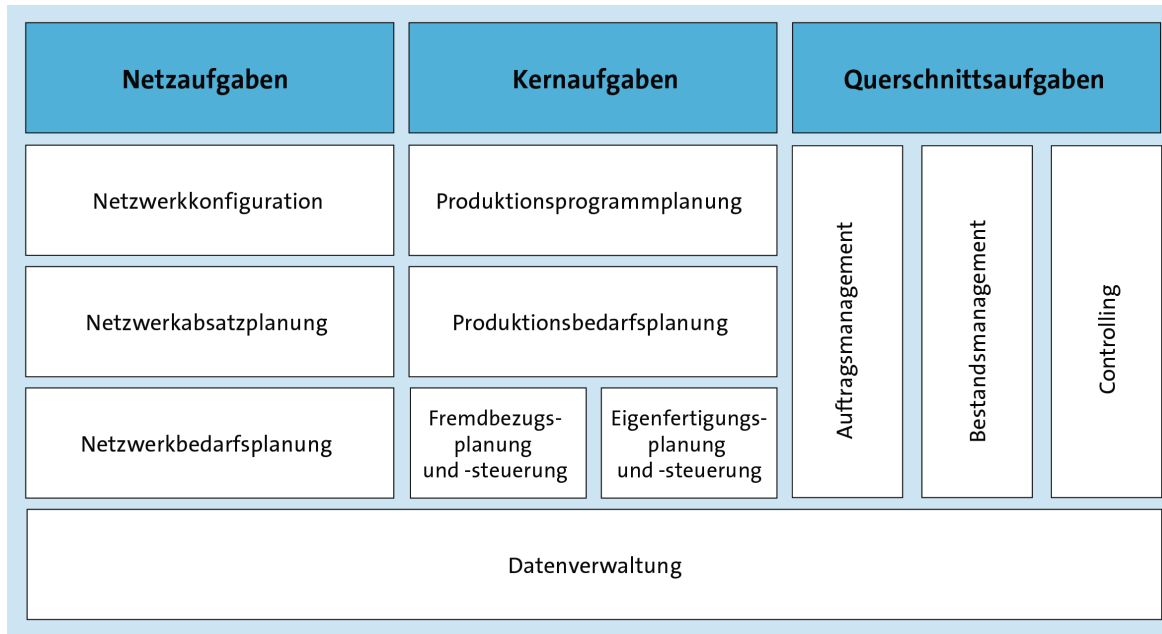 Netzaufgaben
Kernaufgaben
Querschnittsaufgaben
Netzwerkkonfiguration
Produktionsprogrammplanung
Netzwerkabsatzplanung
Produktionsbedarfsplanung
Netzwerkbedarfsplanung
Fremdbezugs-
planung
und -steuerung
Eigenfertigungs-
planung
und -steuerung
Auftragsmanagement
Bestandsmanagement
Controlling
Datenverwaltung